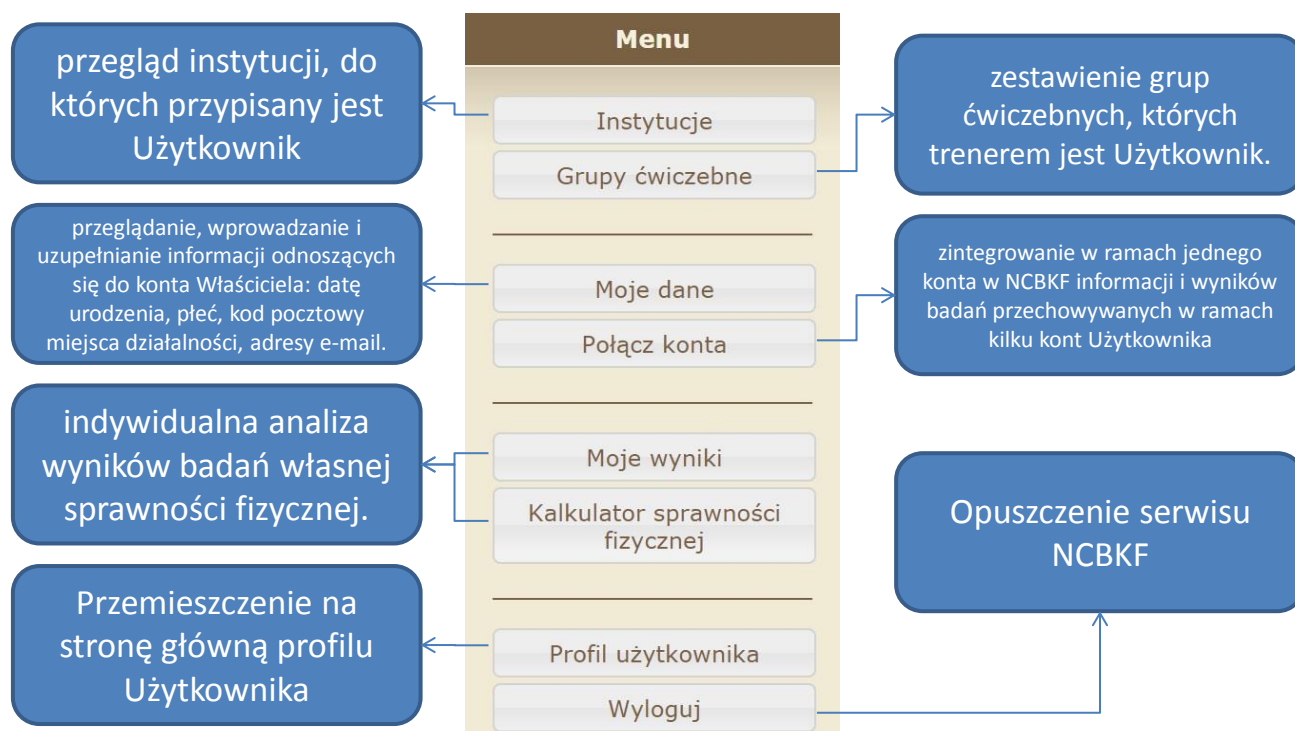 przegląd instytucji, do
których przypisany jest
Użytkownik
przeglądanie, wprowadzanie i
uzupełnianie informacji odnoszących
się do konta Właściciela: datę
urodzenia, płeć, kod pocztowy
miejsca działalności, adresy e-mail.
indywidualna analiza
wyników badań własnej
sprawności fizycznej.
Przemieszczenie na
stronę główną profilu
Użytkownika
Menu
Instytucje
Grupy ćwiczebne
Moje dane
Połącz konta
Moje wyniki
Kalkulator sprawności
fizycznej
Profil użytkownika
Wyloguj
zestawienie grup
ćwiczebnych, których
trenerem jest Użytkownik.
zintegrowanie w ramach jednego
konta w NCBKF informacji i wyników
badań przechowywanych w ramach
kilku kont Użytkownika
Opuszczenie serwisu
NCBKF